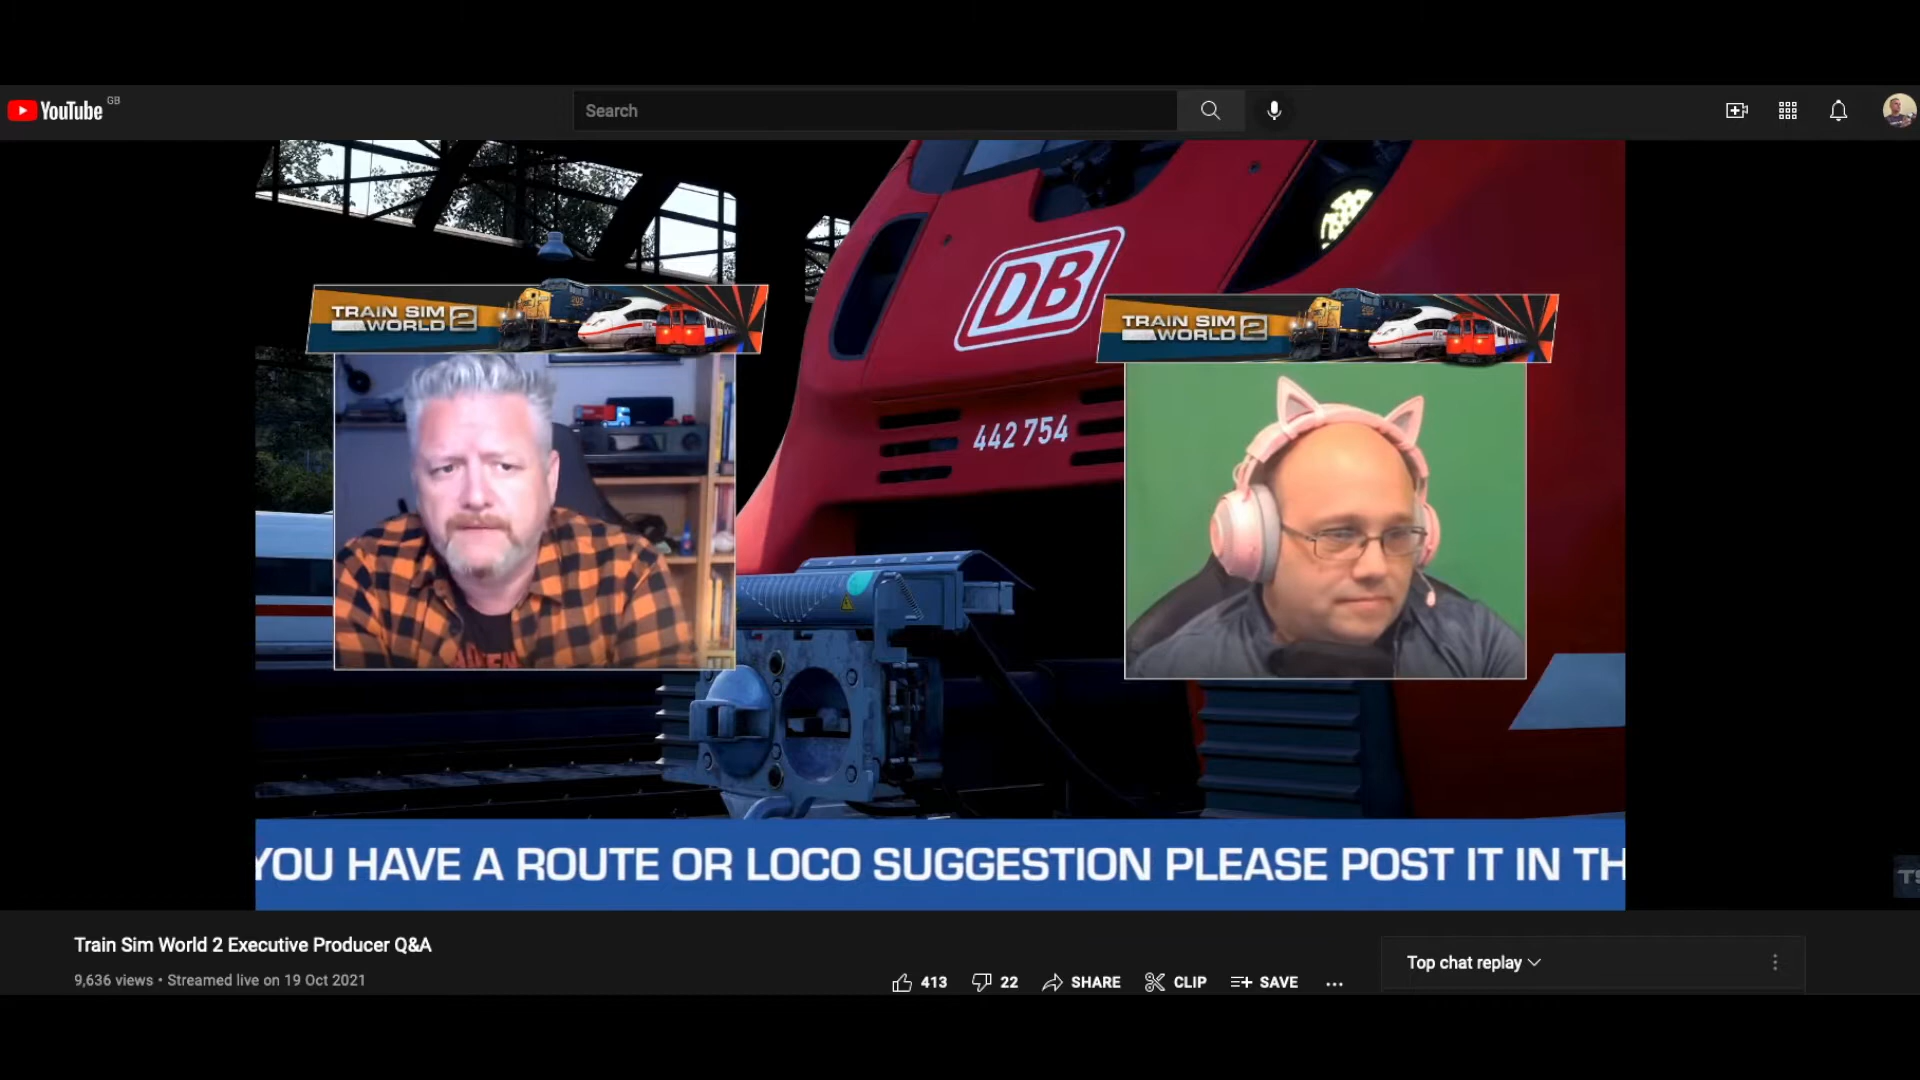 YouTube GB
Search
DB
TRAIN SIM
WORLD 2
TRAIN SIM
WORLD 2
442 754
YOU HAVE A ROUTE OR LOCO SUGGESTION PLEASE POST IT IN TH
TS
Train Sim World 2 Executive Producer Q&A
9,636 views • Streamed live on 19 Oct 2021
413
22
SHARE
CLIP
SAVE
Top chat replay